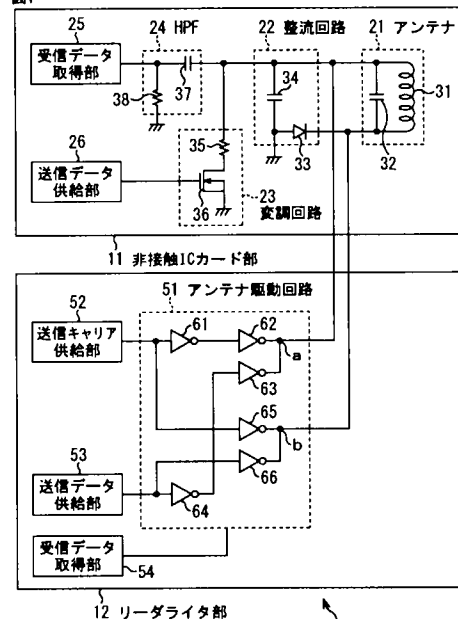 25
24 HPF
22 整流回路
21 アンテナ
受信データ
取得部
37
34
31
38
33
32
26
35
送信データ
供給部
36
23
変調回路
11 非接触ICカード部
51 アンテナ駆動回路
52
送信キャリア
供給部
61
62
a
63
65
b
53
送信データ
供給部
66
64
受信データ
取得部
54
12 リーダライタ部